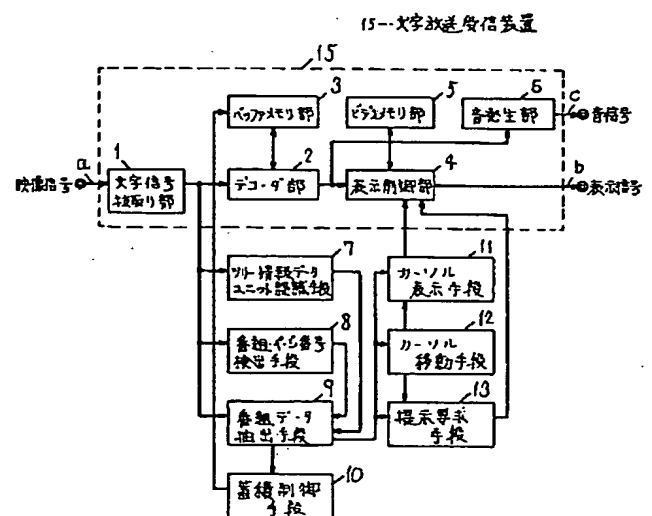 15--文字放送受信装置
15
3
5
6
バッファメモリ部
ビデオメモリ部
音発生部
c
音信号
1
2
4
a
映像信号
文字信号
抜取り部
デコーダ部
表示制御部
b
表示信号
7
11
ツリー情報データ
ユニット認識手段
カーソル
表示手段
8
12
番組・ページ番号
検出手段
カーソル
移動手段
9
13
番組データ
抽出手段
提示要求
手段
10
蓄積制御
手段